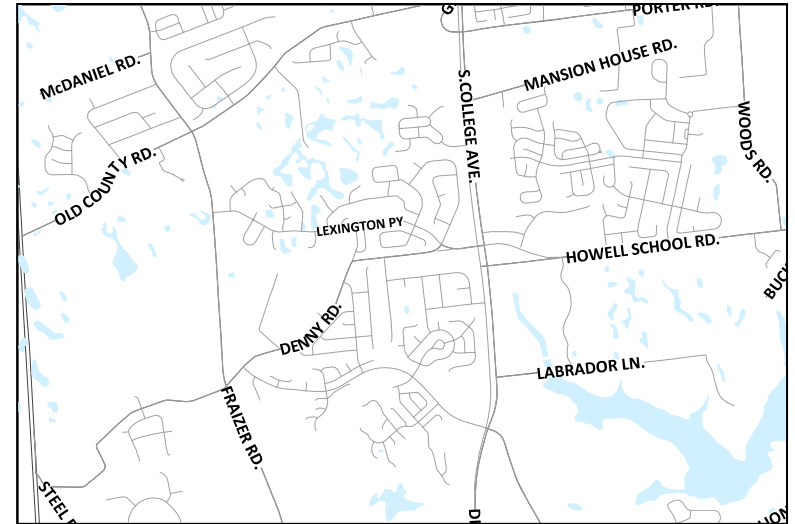 PORTER RD.
McDANIEL RD.
MANSION HOUSE RD.
S.COLLEGE AVE.
WOODS RD.
OLD COUNTY RD.
LEXINGTON PY
HOWELL SCHOOL RD.
DENNY RD.
LABRADOR LN.
FRAIZER RD.